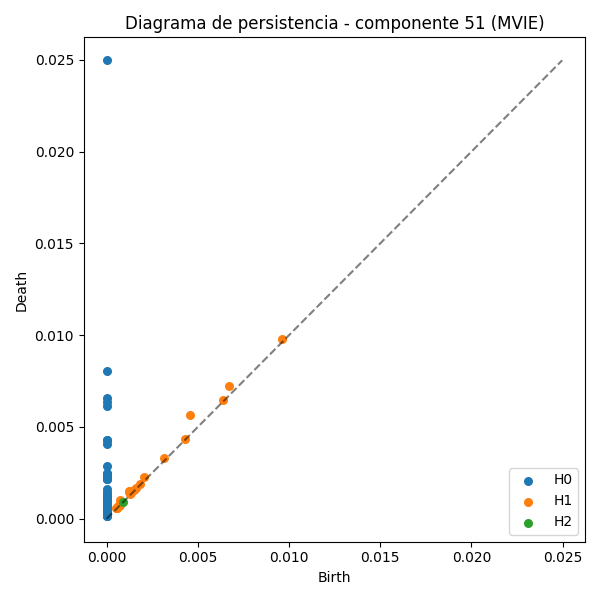 Diagrama de persistencia - componente 51 (MVIE)
0.025
0.020
0.015
0.010
0.005
0.000
Death
0.000 0.005 0.010 0.015 0.020 0.025
Birth
H0
H1
H2